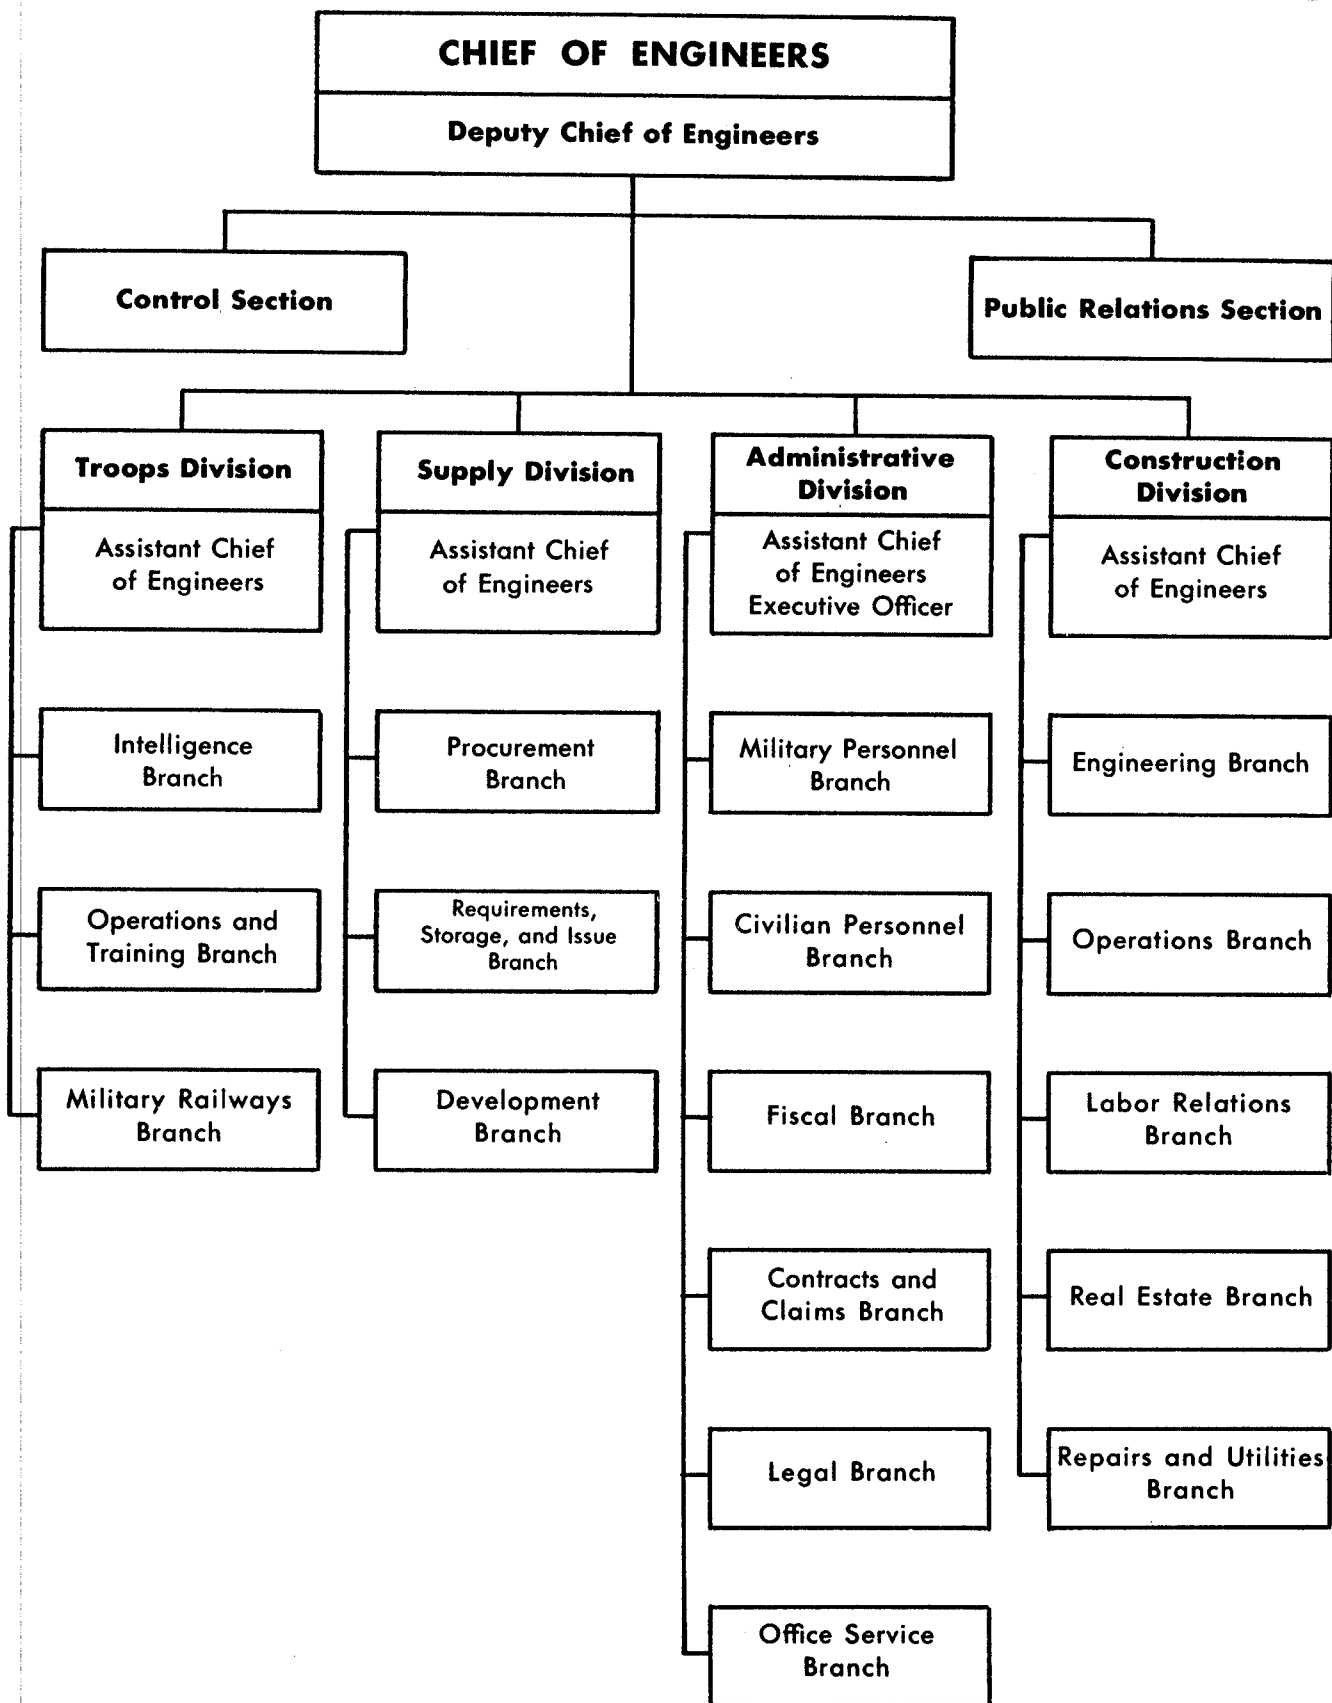 CHIEF OF ENGINEERS
Deputy Chief of Engineers
Control Section
Public Relations Section
Troops Division
Assistant Chief
of Engineers
Intelligence
Branch
Operations and
Training Branch
Military Railways
Branch
Supply Division
Assistant Chief
of Engineers
Procurement
Branch
Requirements,
Storage, and Issue
Branch
Development
Branch
Administrative
Division
Assistant Chief
of Engineers
Executive Officer
Military Personnel
Branch
Civilian Personnel
Branch
Fiscal Branch
Contracts and
Claims Branch
Legal Branch
Office Service
Branch
Construction
Division
Assistant Chief
of Engineers
Engineering Branch
Operations Branch
Labor Relations
Branch
Real Estate Branch
Repairs and Utilities
Branch